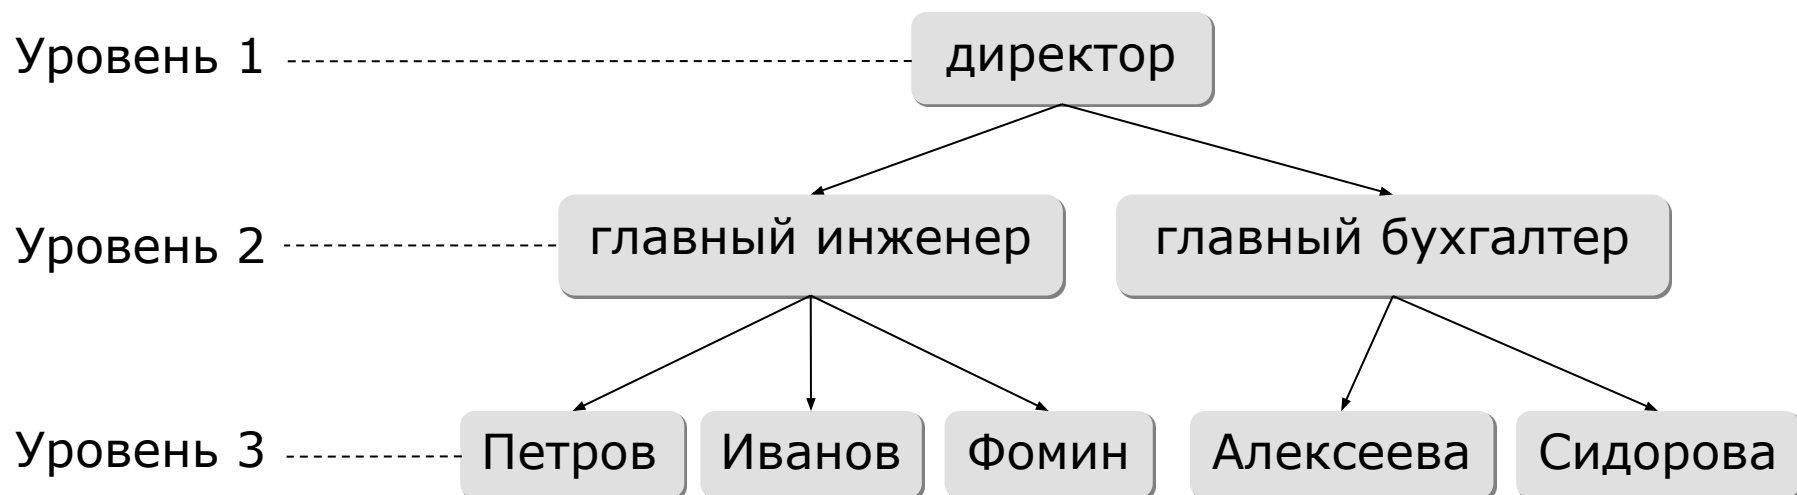 Уровень 1 директор
Уровень 2 главный инженер главный бухгалтер
Уровень 3 Петров Иванов Фомин Алексеева Сидорова